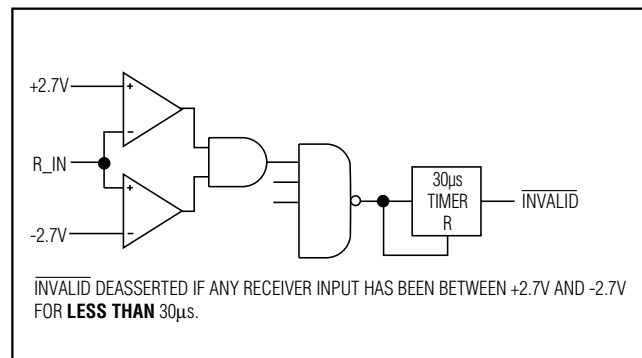 +2.7V
+
−
R_IN
+
−
-2.7V
30µs
TIMER
R
INVALID
INVALID DEASSERTED IF ANY RECEIVER INPUT HAS BEEN BETWEEN +2.7V AND -2.7V
FOR LESS THAN 30µs.